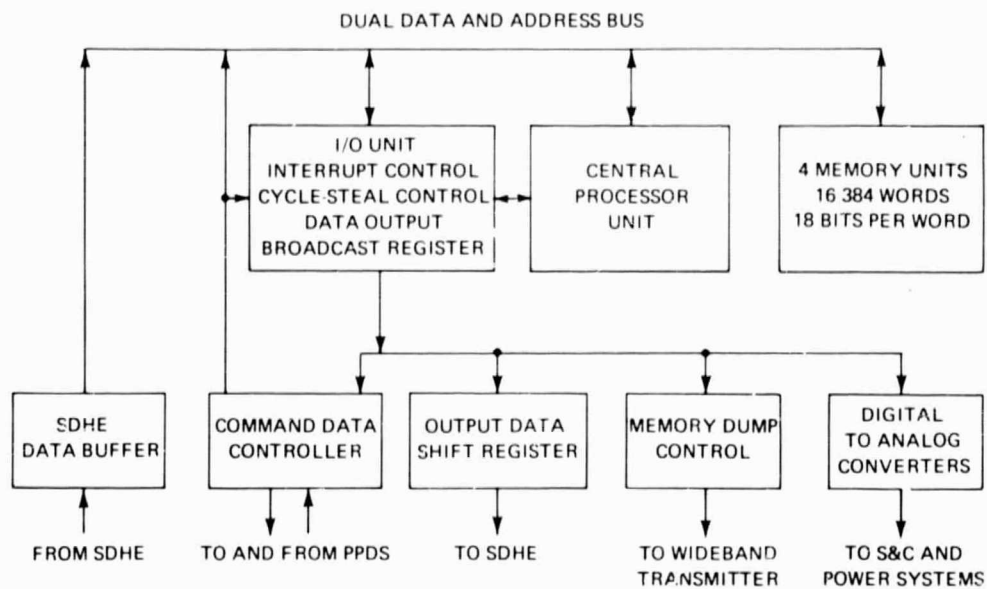 DUAL DATA AND ADDRESS BUS
I/O UNIT
INTERRUPT CONTROL
CYCLE-STEAL CONTROL
DATA OUTPUT
BROADCAST REGISTER
CENTRAL
PROCESSOR
UNIT
4 MEMORY UNITS
16 384 WORDS
18 BITS PER WORD
SDHE
DATA BUFFER
COMMAND DATA
CONTROLLER
OUTPUT DATA
SHIFT REGISTER
MEMORY DUMP
CONTROL
DIGITAL
TO ANALOG
CONVERTERS
FROM SDHE
TO AND FROM PPDS
TO SDHE
TO WIDEBAND
TRANSMITTER
TO S&C AND
POWER SYSTEMS